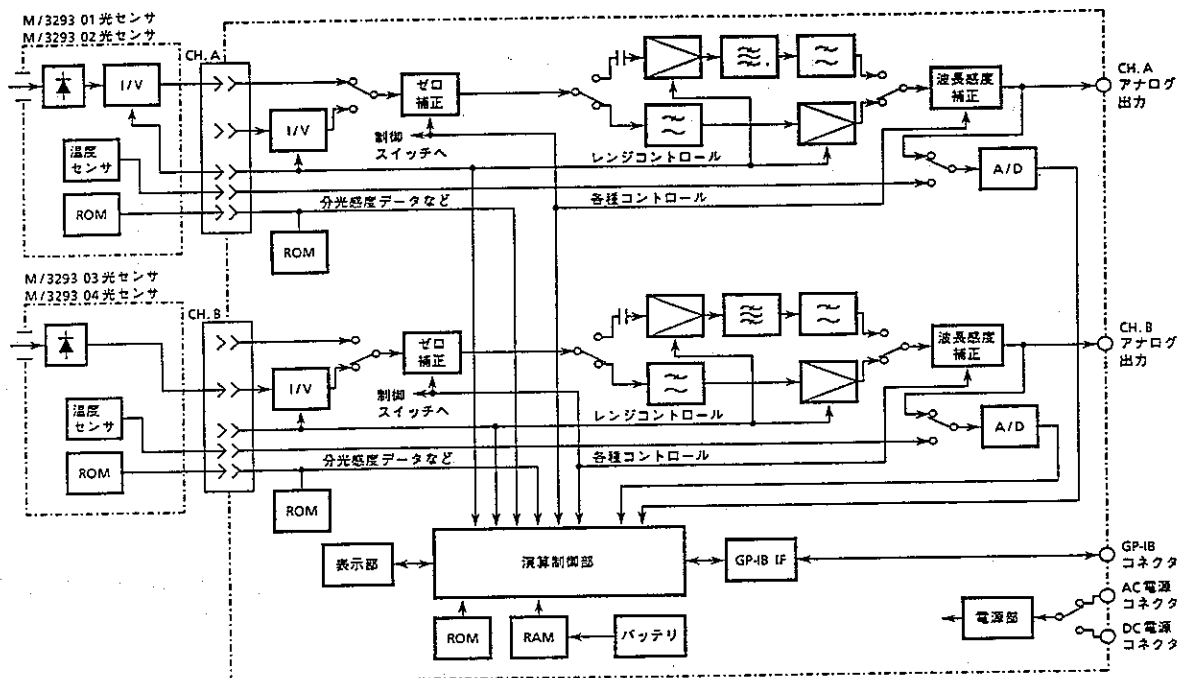 M/3293 01光センサ
M/3293 02光センサ
CH.A
I/V
温度
センサ
ROM
I/V
ROM
ゼロ
補正
制御
スイッチへ
レンジコントロール
分光感度データなど
各種コントロール
波長感度
補正
A/D
CH.A
アナログ
出力
M/3293 03光センサ
M/3293 04光センサ
CH.B
温度
センサ
ROM
I/V
ROM
ゼロ
補正
制御
スイッチへ
レンジコントロール
分光感度データなど
各種コントロール
波長感度
補正
A/D
CH.B
アナログ
出力
表示部
演算制御部
GP-IB IF
GP-IB
コネクタ
ROM
RAM
バッテリ
電源部
AC電源
コネクタ
DC電源
コネクタ